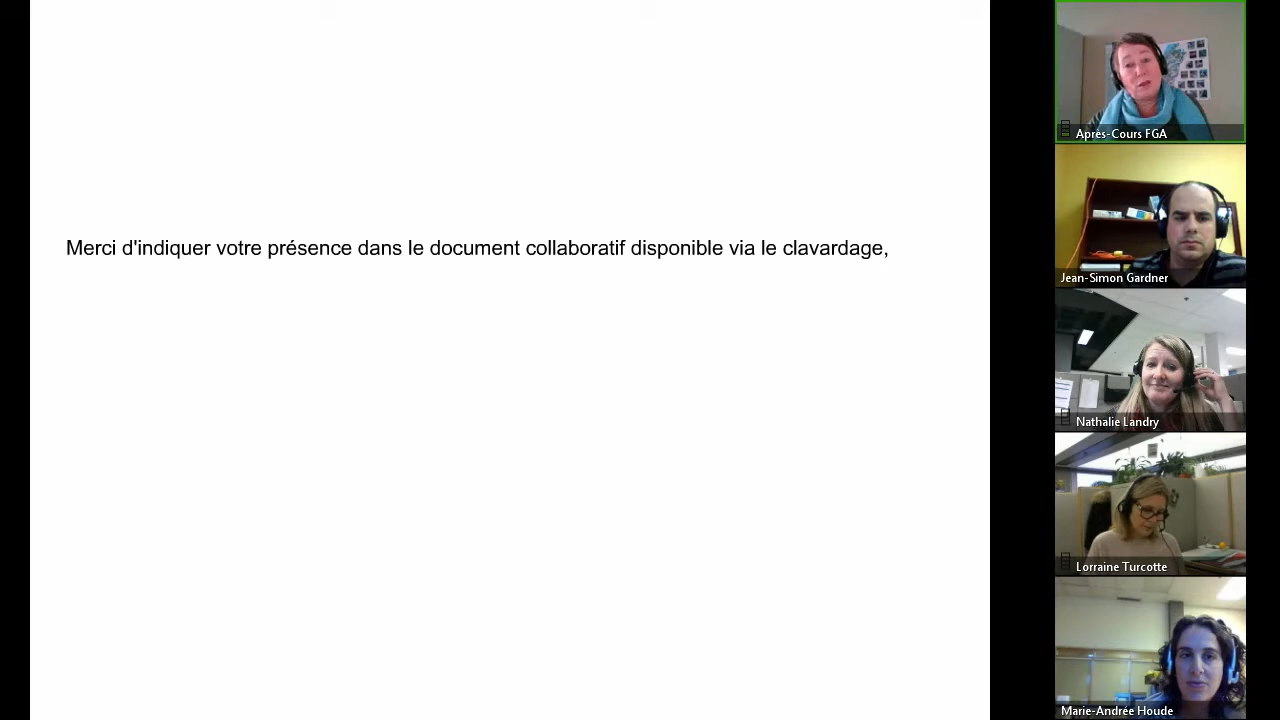 Merci d'indiquer votre présence dans le document collaboratif disponible via le clavardage,
Après-Cours FGA
Jean-Simon Gardner
Nathalie Landry
Lorraine Turcotte
Marie-Andrée Houde